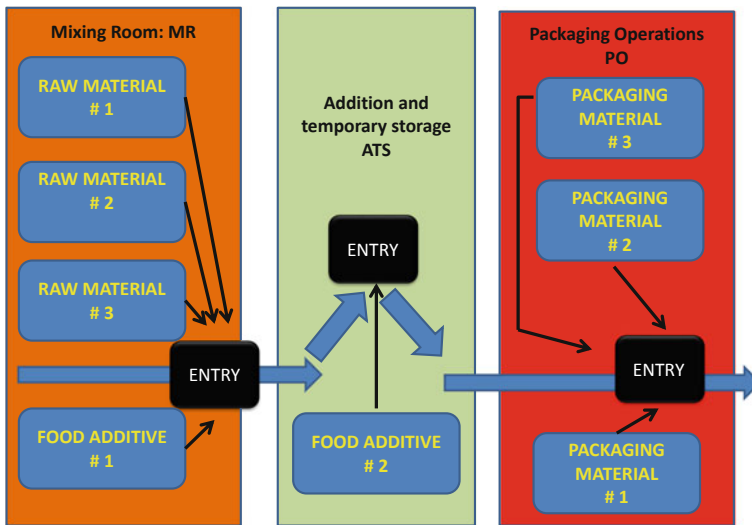 Mixing Room: MR
RAW MATERIAL
# 1
RAW MATERIAL
# 2
RAW MATERIAL
# 3
ENTRY
FOOD ADDITIVE
# 1
Addition and
temporary storage
ATS
ENTRY
FOOD ADDITIVE
# 2
Packaging Operations
PO
PACKAGING
MATERIAL
# 3
PACKAGING
MATERIAL
# 2
ENTRY
PACKAGING
MATERIAL
# 1